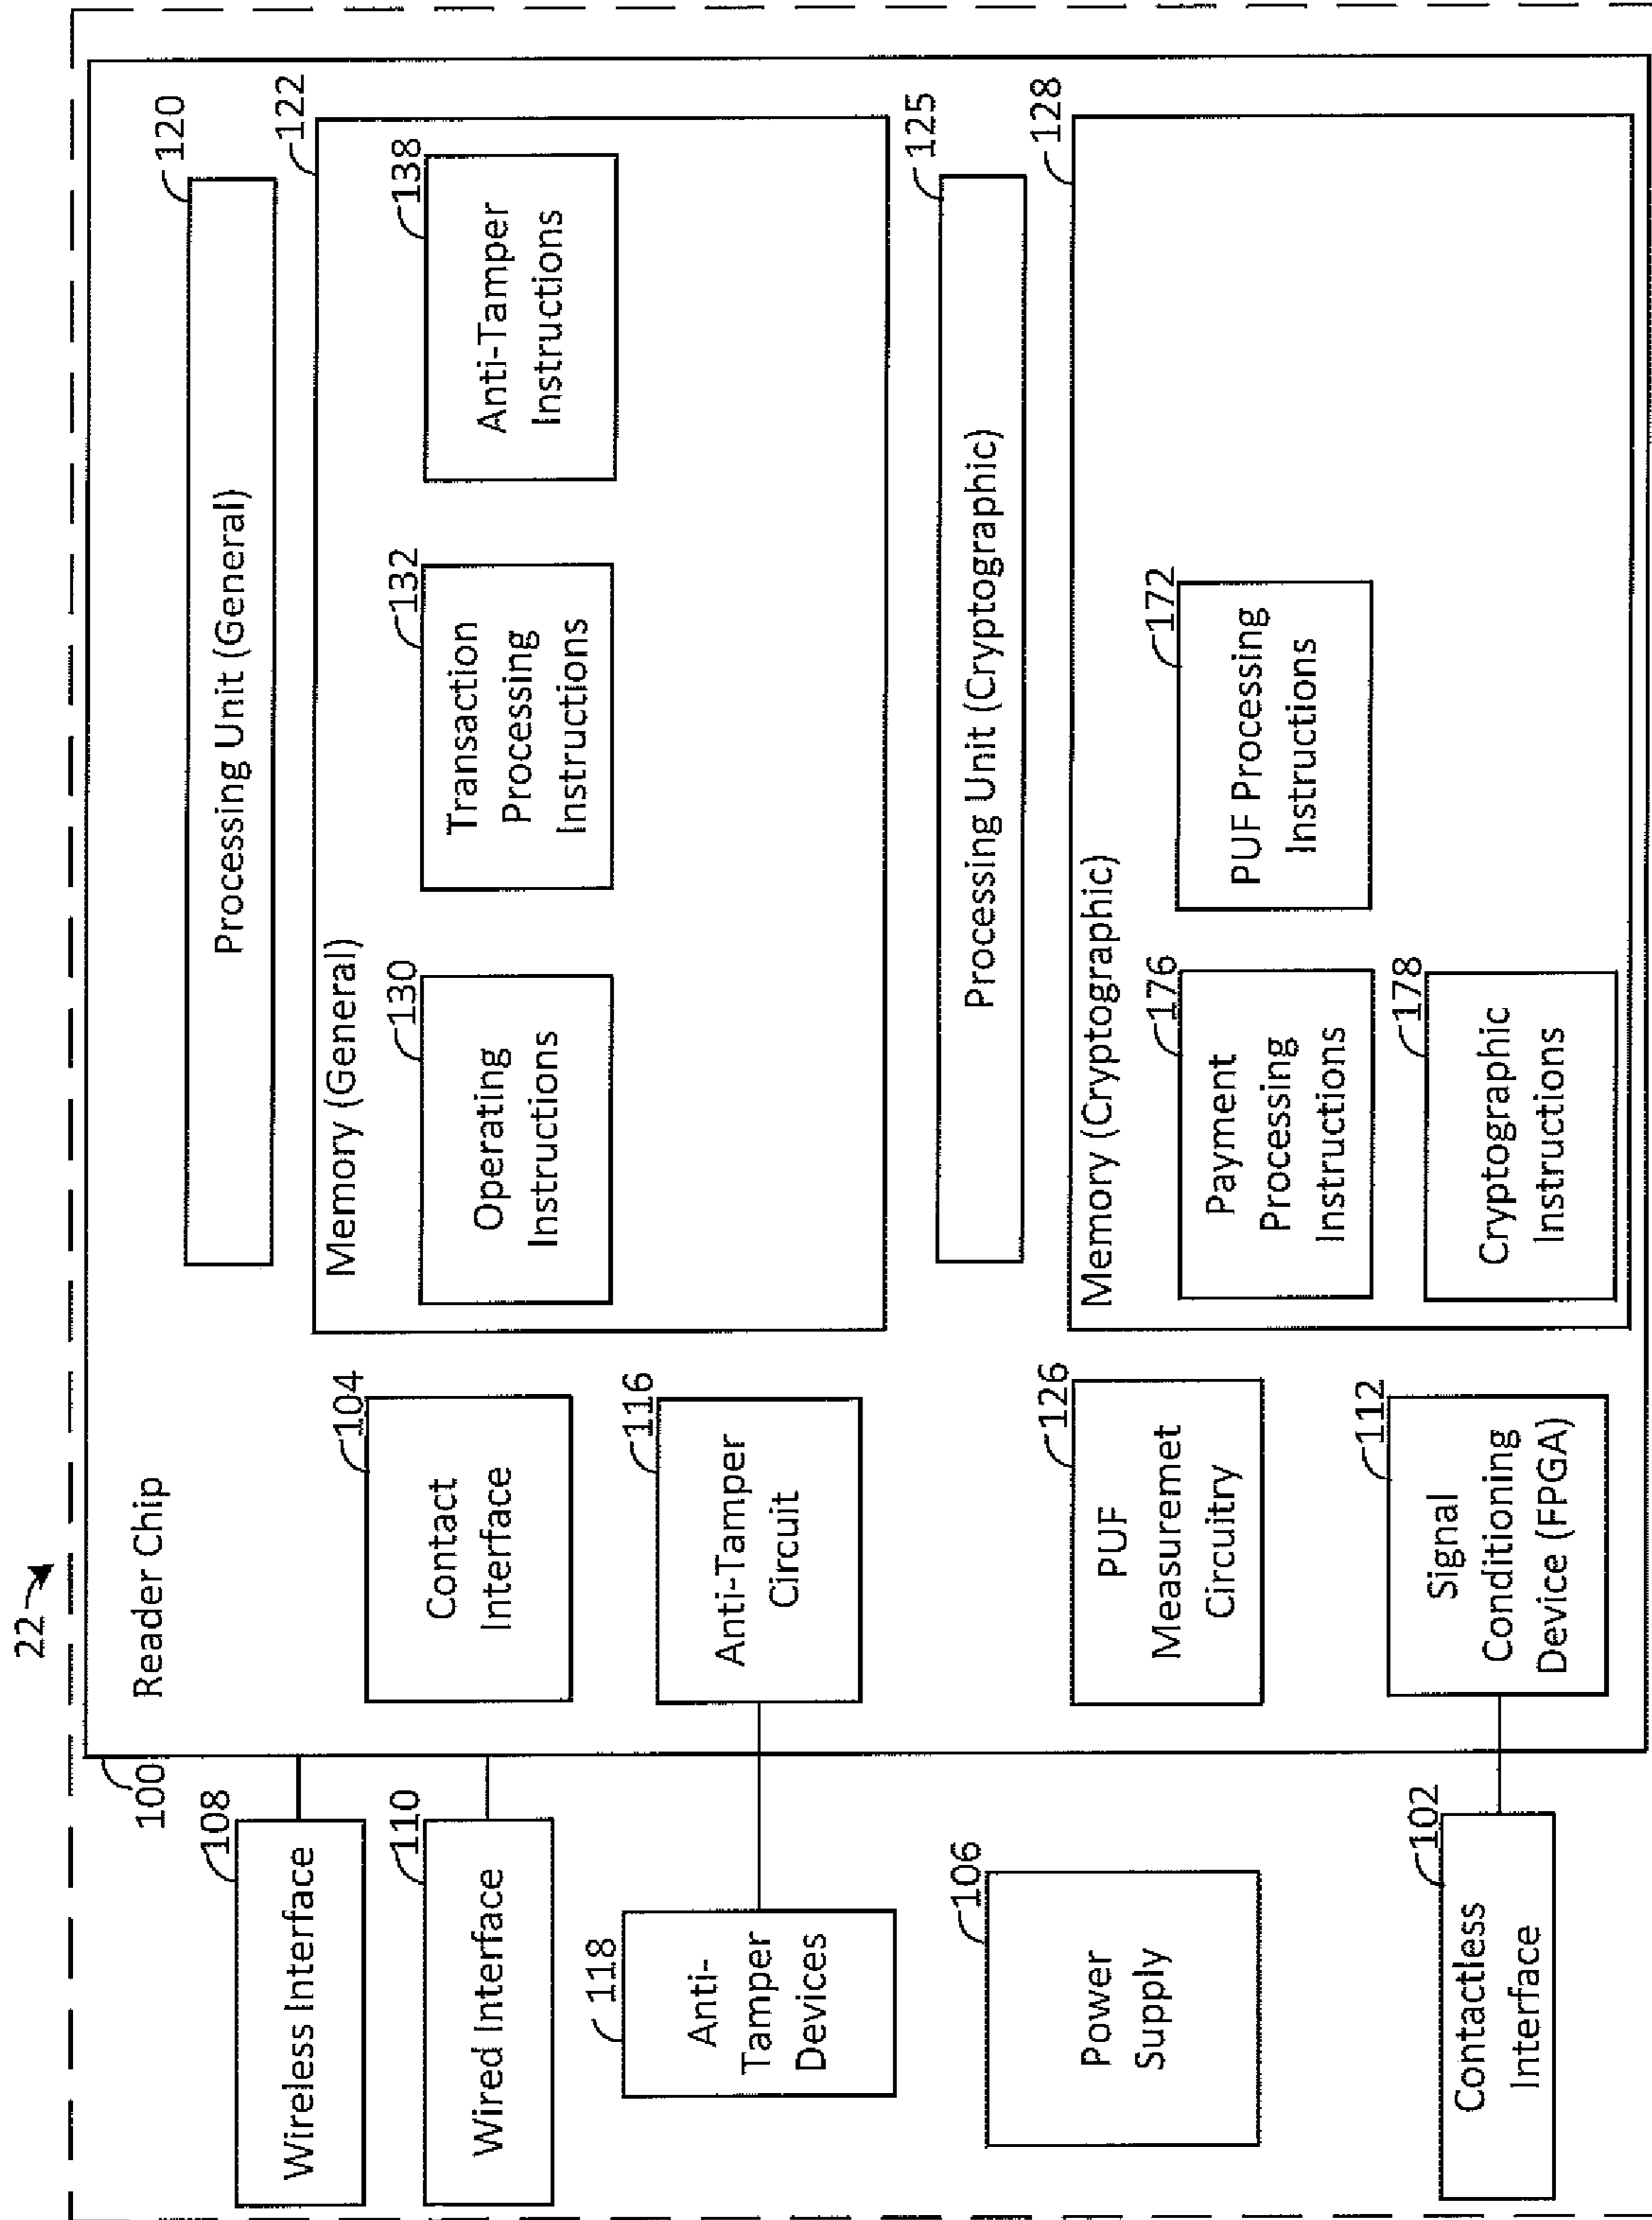 22
100
Reader Chip
108
Wireless Interface
110
Wired Interface
118
Anti-
Tamper
Devices
106
Power
Supply
102
Contactless
Interface
104
Contact
Interface
116
Anti-Tamper
Circuit
126
PUF
Measuremet
Circuitry
112
Signal
Conditioning
Device (FPGA)
120
Processing Unit (General)
122
Memory (General)
130
Operating
Instructions
132
Transaction
Processing
Instructions
138
Anti-Tamper
Instructions
125
Processing Unit (Cryptographic)
128
Memory (Cryptographic)
176
Payment
Processing
Instructions
172
PUF Processing
Instructions
178
Cryptographic
Instructions